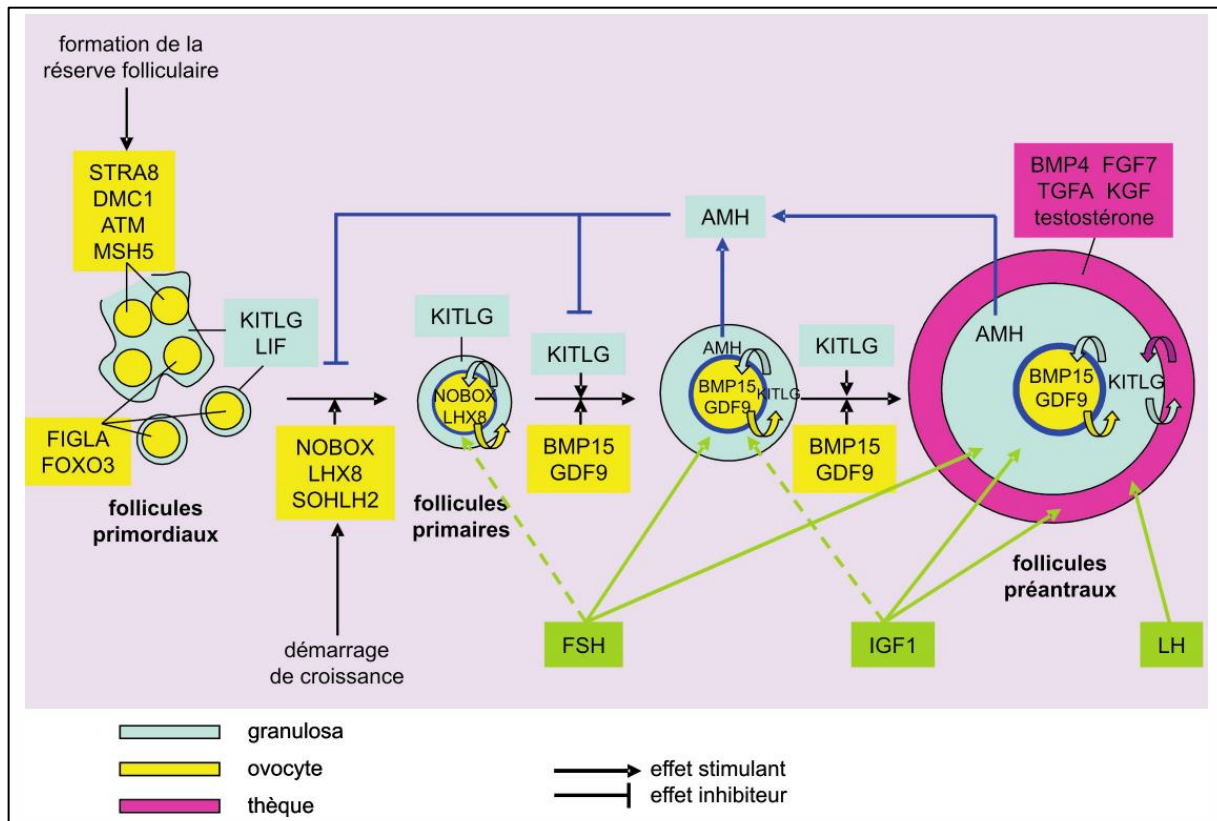 formation de la
réserve folliculaire
STRA8
DMC1
ATM
MSH5
KITLG
LIF
FIGLA
FOXO3
follicules
primordiaux
NOBOX
LHX8
SOHLH2
démarrage
de croissance
KITLG
NOBOX
LHX8
follicules
primaires
KITLG
BMP15
GDF9
AMH
AMH
BMP15
GDF9
KITLG
KITLG
BMP15
GDF9
BMP4 FGF7
TGFA KGF
testostérone
AMH
BMP15
GDF9
KITLG
follicules
préantraux
FSH
IGF1
LH
granulosa
ovocyte
thèque
effet stimulant
effet inhibiteur